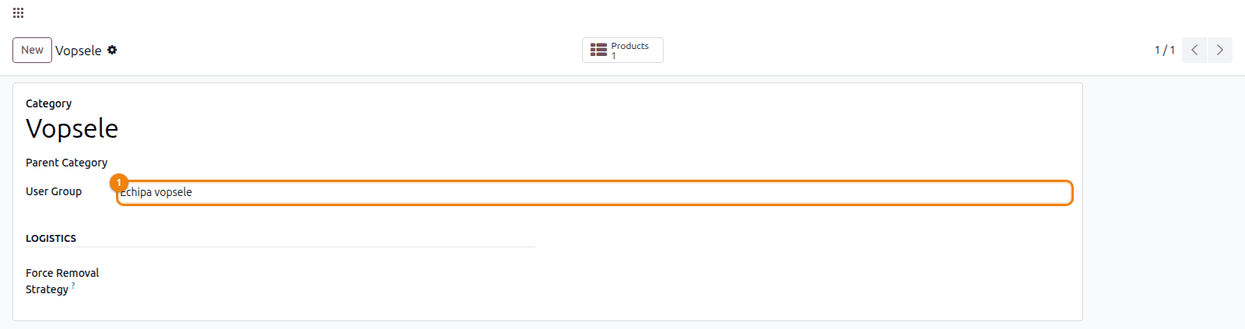 New Vopsele Products 1 1 / 1
Category
Vopsele
Parent Category
1
User Group Echipa vopsele
LOGISTICS
Force Removal
Strategy ?